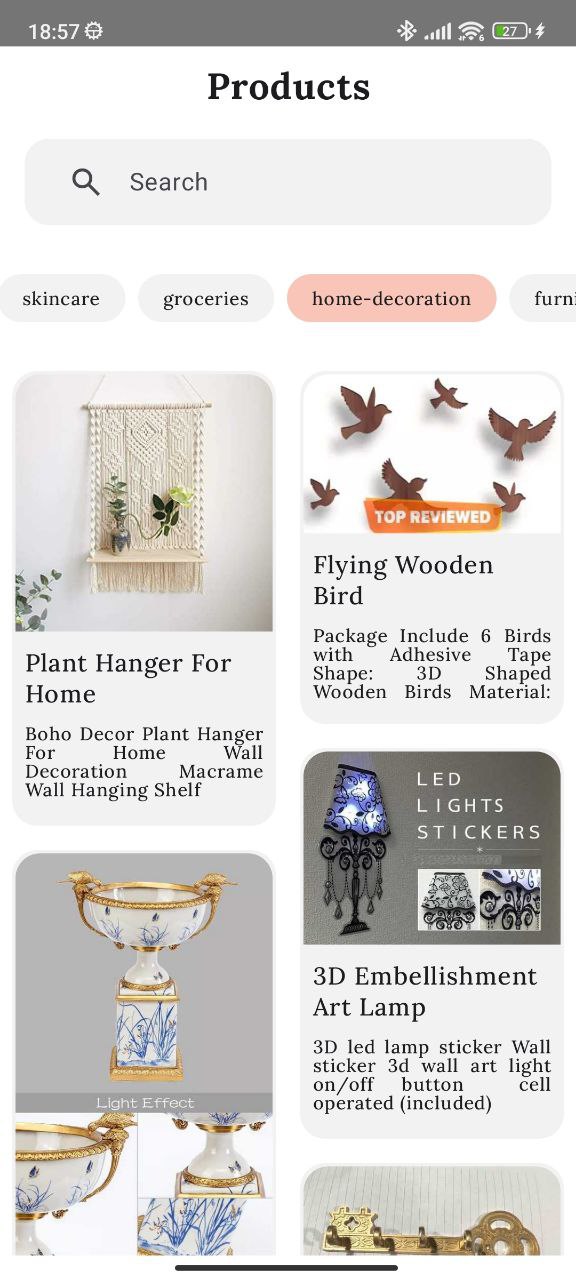 18:57
27
Products
Search
skincare
groceries
home-decoration
furni
Plant Hanger For
Home
Boho Decor Plant Hanger
For Home Wall
Decoration Macrame
Wall Hanging Shelf
Light Effect
TOP REVIEWED
Flying Wooden
Bird
Package Include 6 Birds
with Adhesive Tape
Shape: 3D Shaped
Wooden Birds Material:
LED
LIGHTS
STICKERS
3D Embellishment
Art Lamp
3D led lamp sticker Wall
sticker 3d wall art light
on/off button cell
operated (included)